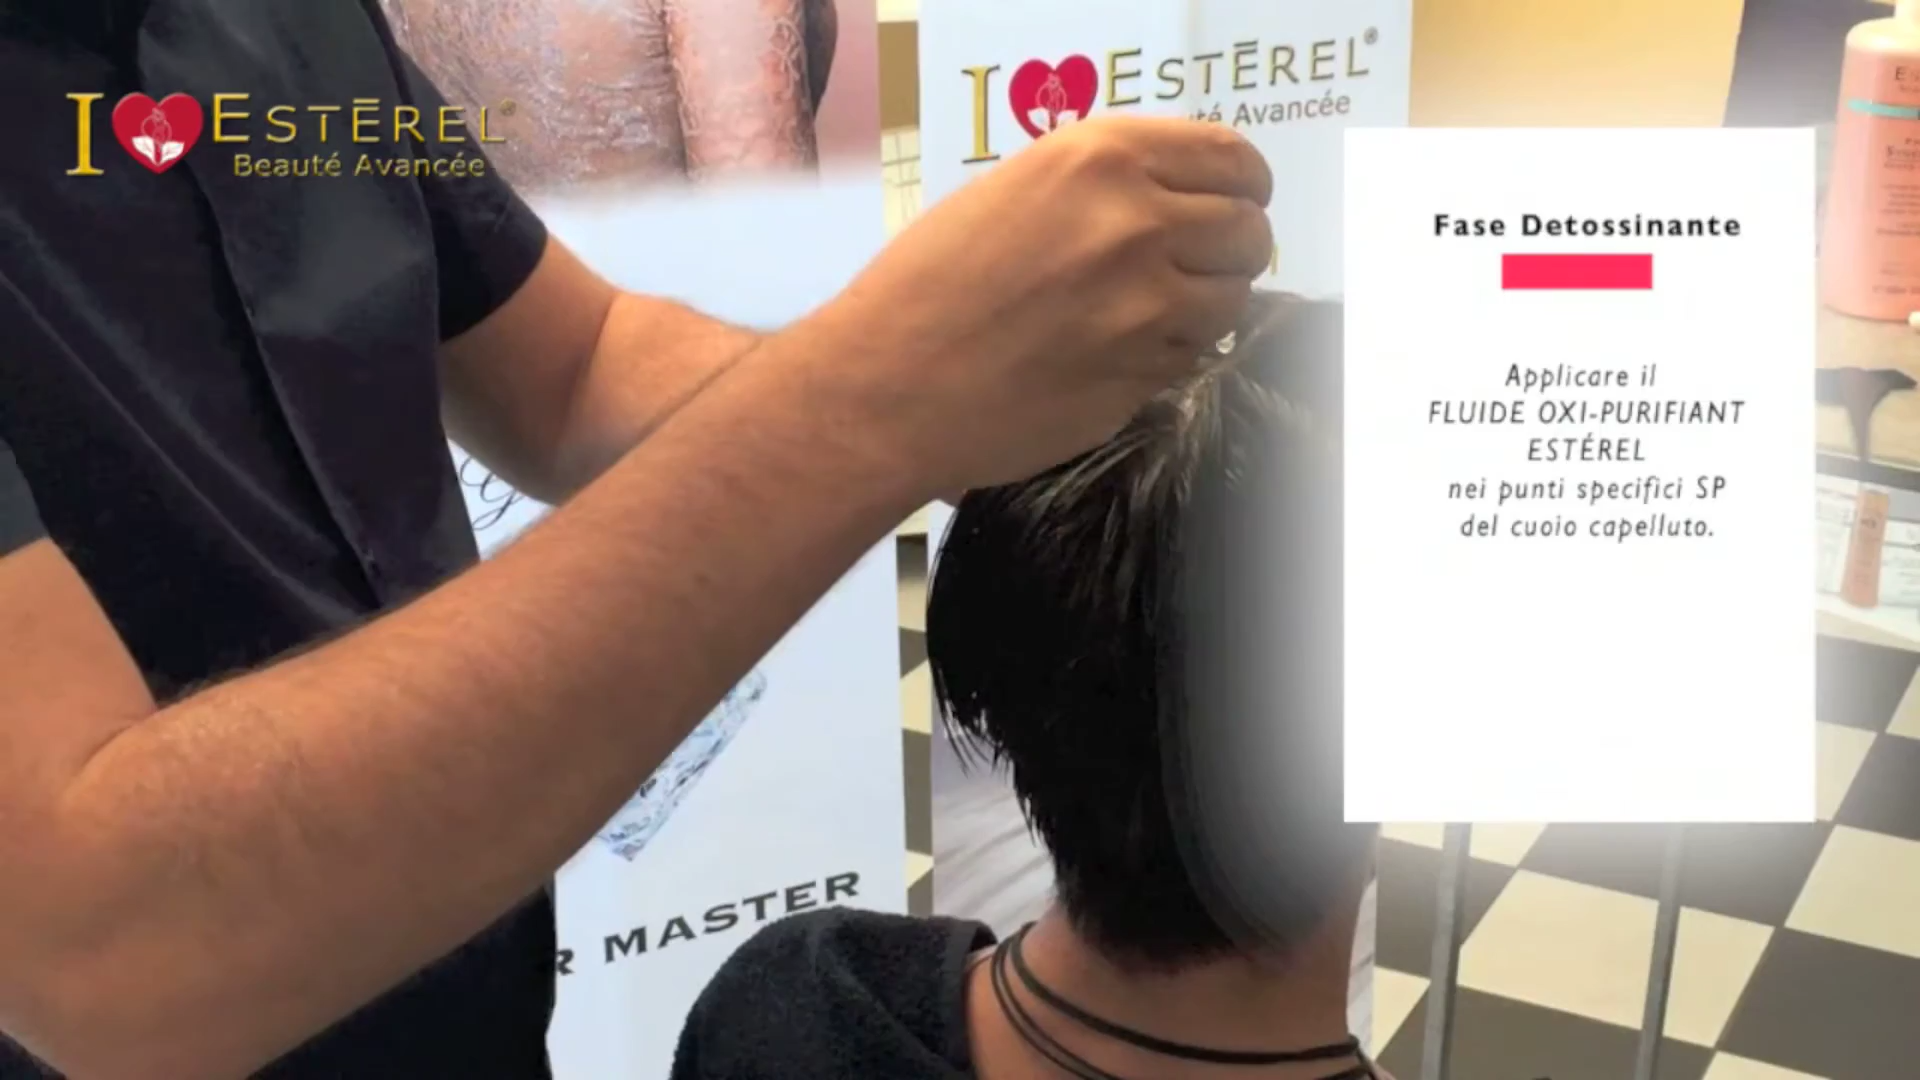 I ESTĒREL®
Beauté Avancée
I ESTĒREL®
té Avancée
Fase Detossinante
Applicare il
FLUIDE OXI-PURIFIANT
ESTÉREL
nei punti specifici SP
del cuoio capelluto.
R MASTER